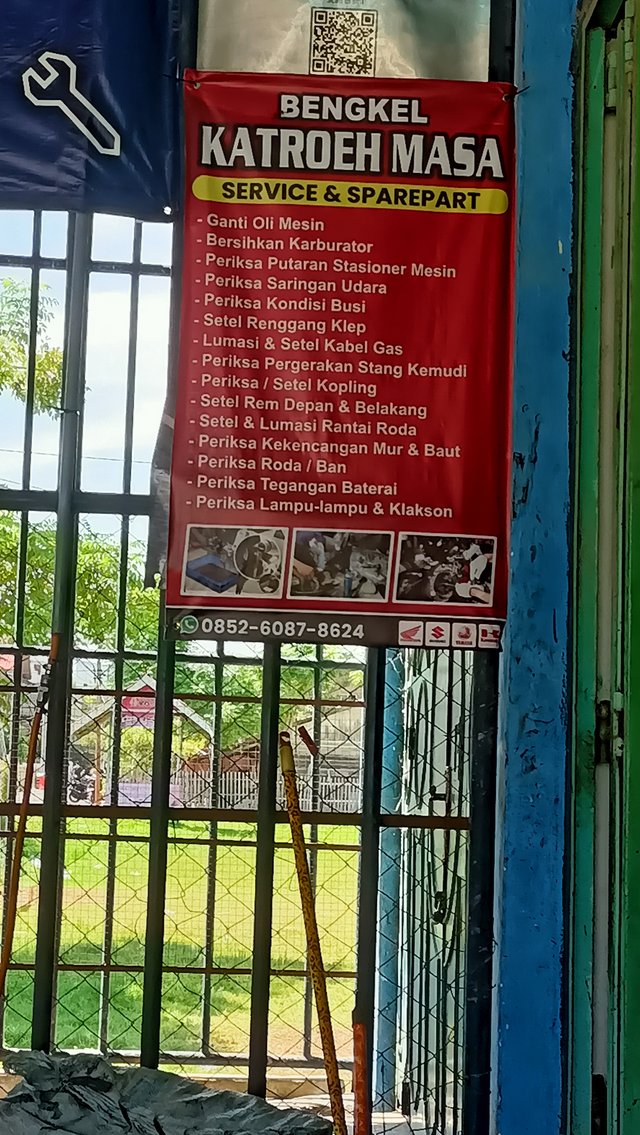 BENGKEL
KATROEH MASA
SERVICE & SPAREPART
- Ganti Oli Mesin
- Bersihkan Karburator
- Periksa Putaran Stasioner Mesin
- Periksa Saringan Udara
- Periksa Kondisi Busi
- Setel Renggang Klep
- Lumasi & Setel Kabel Gas
- Periksa Pergerakan Stang Kemudi
- Periksa / Setel Kopling
- Setel Rem Depan & Belakang
- Setel & Lumasi Rantai Roda
- Periksa Kekencangan Mur & Baut
- Periksa Roda / Ban
- Periksa Tegangan Baterai
- Periksa Lampu-lampu & Klakson
0852-6087-8624